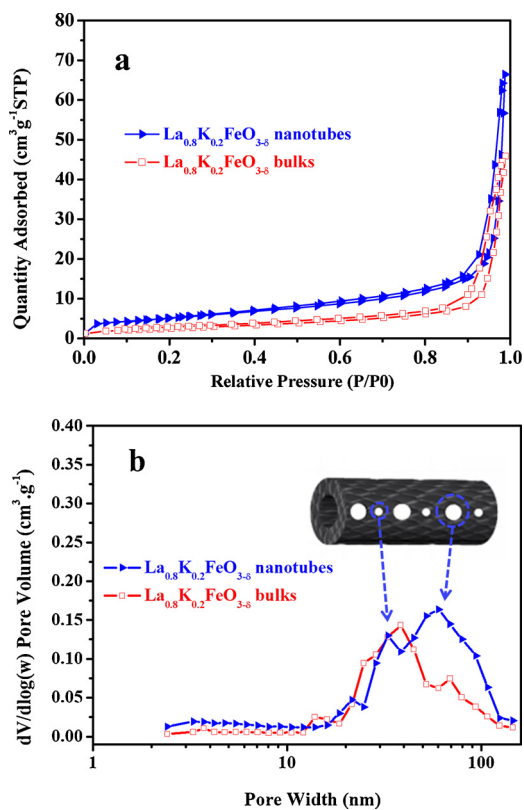 a
80
70
60
50
40
30
20
10
0
Quantity Adsorbed (cm³g⁻¹STP)
La₀.₈K₀.₂FeO₃₋δ nanotubes
La₀.₈K₀.₂FeO₃₋δ bulks
0.0 0.2 0.4 0.6 0.8 1.0
Relative Pressure (P/P0)
b
0.40
0.35
0.30
0.25
0.20
0.15
0.10
0.05
0.00
dV/dlog(w) Pore Volume (cm³.g⁻¹)
La₀.₈K₀.₂FeO₃₋δ nanotubes
La₀.₈K₀.₂FeO₃₋δ bulks
1 10 100
Pore Width (nm)